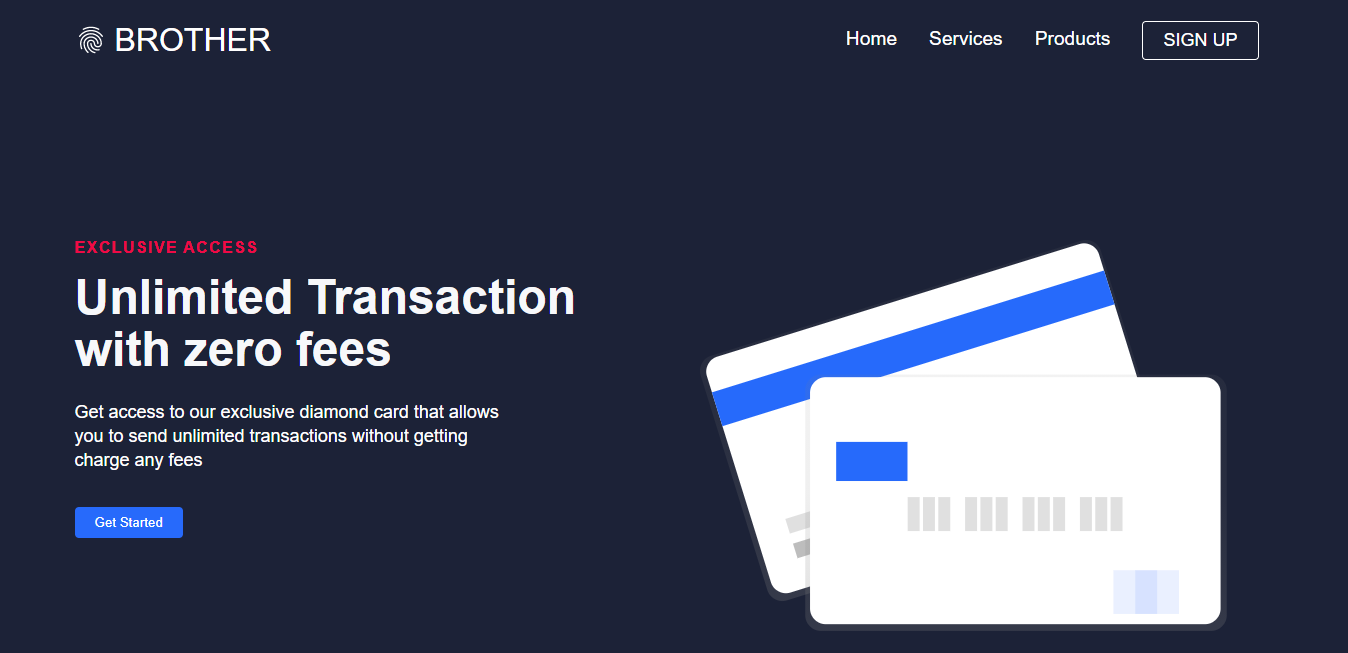 BROTHER
Home
Services
Products
SIGN UP
EXCLUSIVE ACCESS
Unlimited Transaction
with zero fees
Get access to our exclusive diamond card that allows
you to send unlimited transactions without getting
charge any fees
Get Started